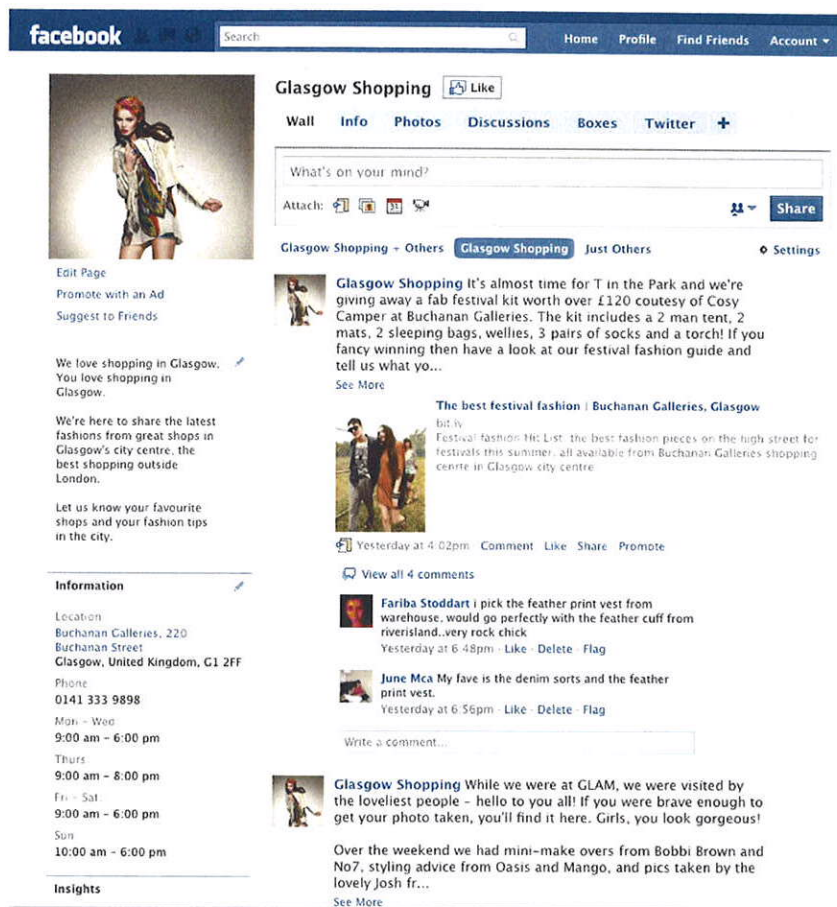 facebook
Search
Home Profile Find Friends Account
Glasgow Shopping Like
Wall Info Photos Discussions Boxes Twitter +
What's on your mind?
Attach: 31
Share
Glasgow Shopping + Others Glasgow Shopping Just Others Settings
Edit Page
Promote with an Ad
Suggest to Friends
We love shopping in Glasgow.
You love shopping in
Glasgow.
We're here to share the latest
fashions from great shops in
Glasgow's city centre, the
best shopping outside
London.
Let us know your favourite
shops and your fashion tips
in the city.
Information
Location
Buchanan Galleries, 220
Buchanan Street
Glasgow, United Kingdom, G1 2FF
Phone
0141 333 9898
Mon - Wed
9:00 am - 6:00 pm
Thurs
9:00 am - 8:00 pm
Fri - Sat
9:00 am - 6:00 pm
Sun
10:00 am - 6:00 pm
Insights
Glasgow Shopping It's almost time for T in the Park and we're
giving away a fab festival kit worth over £120 coutesy of Cosy
Camper at Buchanan Galleries. The kit includes a 2 man tent, 2
mats, 2 sleeping bags, wellies, 3 pairs of socks and a torch! If you
fancy winning then have a look at our festival fashion guide and
tell us what yo...
See More
The best festival fashion | Buchanan Galleries, Glasgow
bit.ly
Festival fashion Hit List, the best fashion pieces on the high street for
festivals this summer, all available from Buchanan Galleries shopping
cenrte in Glasgow city centre
Yesterday at 4:02pm Comment Like Share Promote
View all 4 comments
Fariba Stoddart i pick the feather print vest from
warehouse, would go perfectly with the feather cuff from
riverisland..very rock chick
Yesterday at 6:48pm · Like · Delete · Flag
June Mca My fave is the denim sorts and the feather
print vest.
Yesterday at 6:56pm · Like · Delete · Flag
Write a comment...
Glasgow Shopping While we were at GLAM, we were visited by
the loveliest people - hello to you all! If you were brave enough to
get your photo taken, you'll find it here. Girls, you look gorgeous!
Over the weekend we had mini-make overs from Bobbi Brown and
No7, styling advice from Oasis and Mango, and pics taken by the
lovely Josh fr...
See More